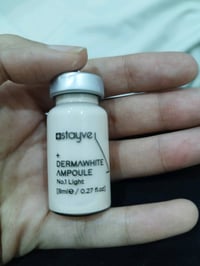 stayve
+
DERMAWHITE
AMPOULE
No.1 Light
[8ml℮ / 0.27 fl.oz]